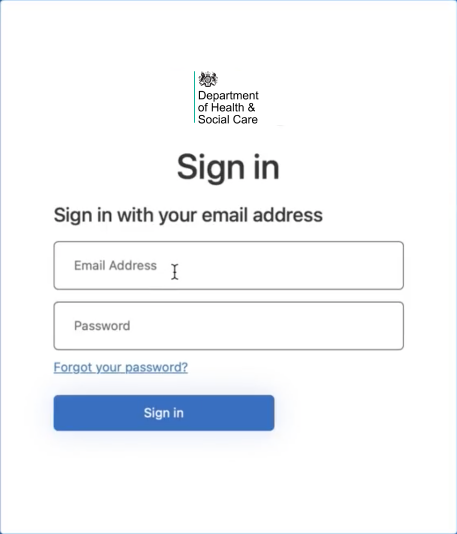 Department
of Health &
Social Care
Sign in
Sign in with your email address
Email Address
Password
Forgot your password?
Sign in